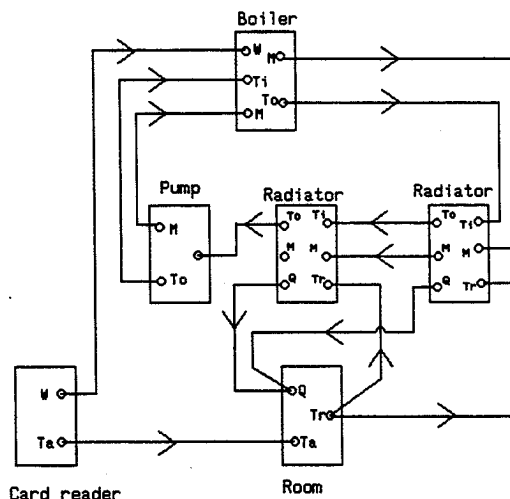 Boiler
W M
Ti
To
M
Pump
M
To
Radiator
To Ti
M M
Q Tr
Radiator
To Ti
M M
Q Tr
W
Ta
Card reader
Q
Tr
Ta
Room